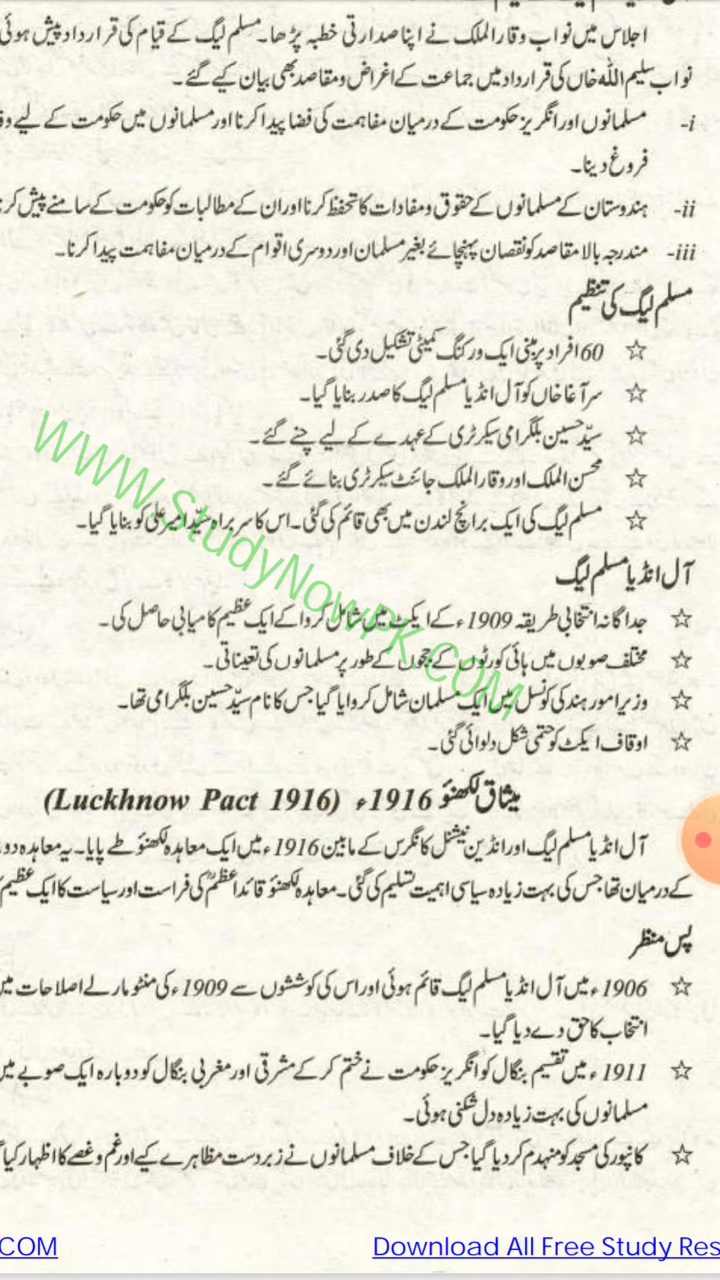 اجلاس میں نواب وقار الملک نے اپنا صدارتی خطبہ پڑھا۔ مسلم لیگ کے قیام کی قرارداد پیش ہوئی
نواب سلیم اللہ خاں کی قرارداد میں جماعت کے اغراض و مقاصد بھی بیان کیے گئے۔
i- مسلمانوں اور انگریز حکومت کے درمیان مفاہمت کی فضا پیدا کرنا اور مسلمانوں میں حکومت کے لیے
فروغ دینا۔
ii- ہندوستان کے مسلمانوں کے حقوق و مفادات کا تحفظ کرنا اور ان کے مطالبات کو حکومت کے سامنے پیش
iii- مندرجہ بالا مقاصد کو نقصان پہنچائے بغیر مسلمان اور دوسری اقوام کے درمیان مفاہمت پیدا کرنا۔
مسلم لیگ کی تنظیم
☆ 60 افراد پر مبنی ایک ورکنگ کمیٹی تشکیل دی گئی۔
☆ سر آغا خاں کو آل انڈیا مسلم لیگ کا صدر بنایا گیا۔
☆ سیّد حسین بلگرامی سیکرٹری کے عہدے کے لیے چنے گئے۔
☆ محسن الملک اور وقار الملک جائنٹ سیکرٹری بنائے گئے۔
☆ مسلم لیگ کی ایک برانچ لندن میں بھی قائم کی گئی۔ اس کا سربراہ سیّد امیر علی کو بنایا گیا۔
WWW.StudyNowPK.COM
آل انڈیا مسلم لیگ
☆ جداگانہ انتخابی طریقہ 1909ء کے ایکٹ میں شامل کروا کے ایک عظیم کامیابی حاصل کی۔
☆ مختلف صوبوں میں ہائی کورٹوں کے ججوں کے طور پر مسلمانوں کی تعیناتی۔
☆ وزیر امور ہند کی کونسل میں ایک مسلمان شامل کروایا گیا جس کا نام سیّد حسین بلگرامی تھا۔
☆ اوقاف ایکٹ کو حتمی شکل دلوائی گئی۔
میثاق لکھنؤ 1916ء (Luckhnow Pact 1916)
آل انڈیا مسلم لیگ اور انڈین نیشنل کانگرس کے مابین 1916ء میں ایک معاہدہ لکھنؤ طے پایا۔ یہ معاہدہ دو
کے درمیان تھا جس کی بہت زیادہ سیاسی اہمیت تسلیم کی گئی۔ معاہدہ لکھنؤ قائداعظمؒ کی فراست اور سیاست کا ایک عظیم
پس منظر
☆ 1906ء میں آل انڈیا مسلم لیگ قائم ہوئی اور اس کی کوششوں سے 1909ء کی منٹو مارلے اصلاحات میں
انتخاب کا حق دے دیا گیا۔
☆ 1911ء میں تقسیم بنگال کو انگریز حکومت نے ختم کر کے مشرقی اور مغربی بنگال کو دوبارہ ایک صوبے میں
مسلمانوں کی بہت زیادہ دل شکنی ہوئی۔
☆ کانپور کی مسجد کو منہدم کر دیا گیا جس کے خلاف مسلمانوں نے زبردست مظاہرے کیے اور غم و غصے کا اظہار کیا
COM
Download All Free Study Res